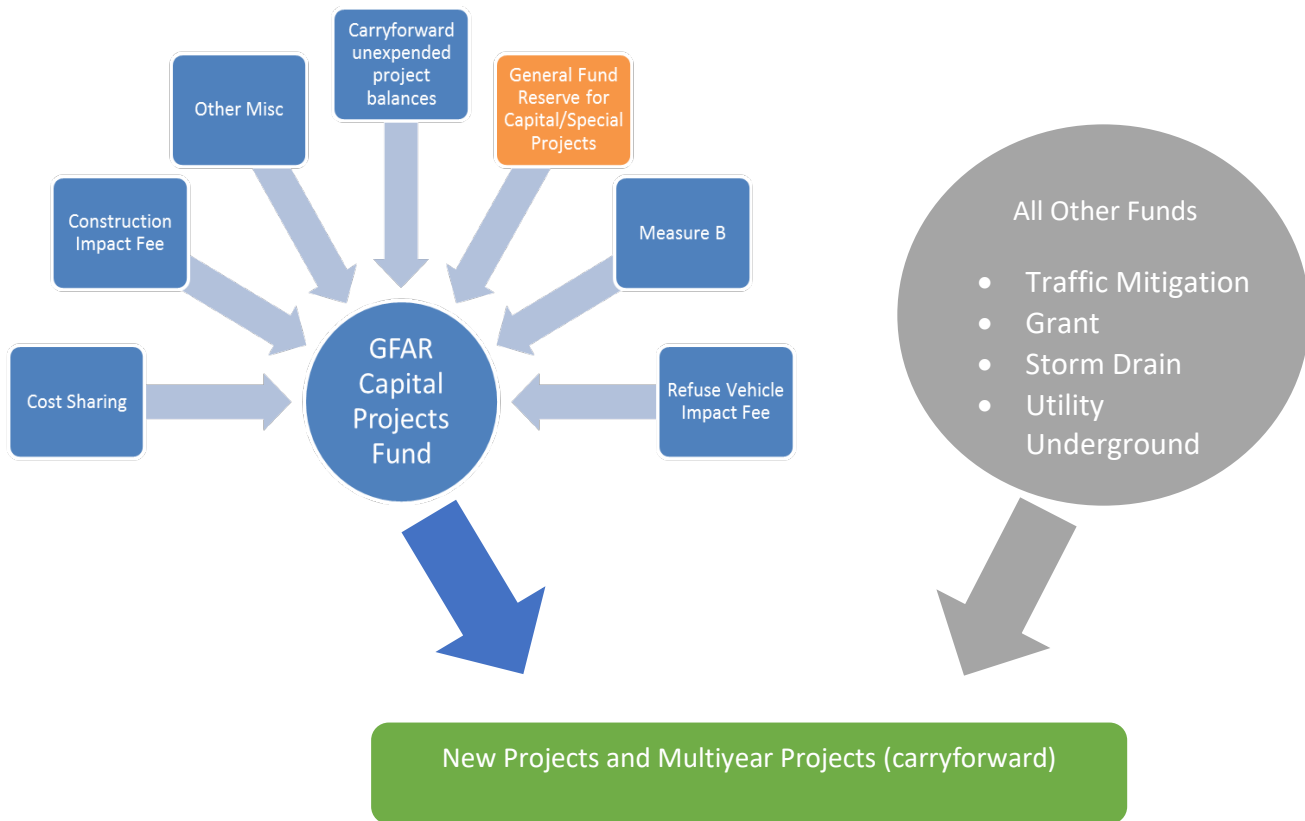 Carryforward
unexpended
project
balances
General Fund
Reserve for
Capital/Special
Projects
Other Misc
Construction
Impact Fee
Measure B
Cost Sharing
Refuse Vehicle
Impact Fee
GFAR
Capital
Projects
Fund
All Other Funds
• Traffic Mitigation
• Grant
• Storm Drain
• Utility
Underground
New Projects and Multiyear Projects (carryforward)